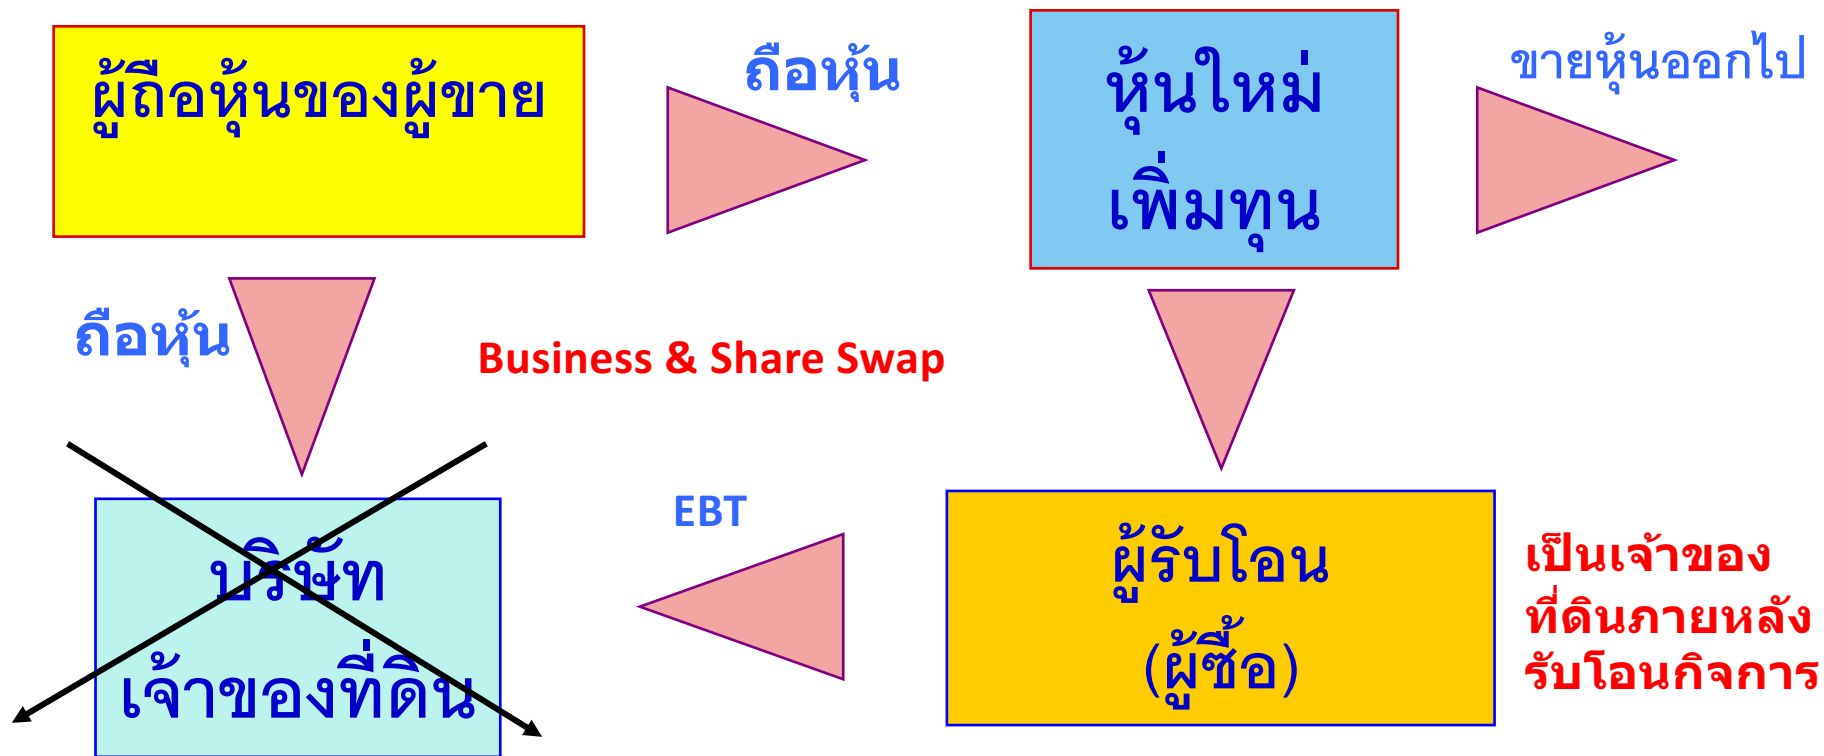 ผู้ถือหุ้นของผู้ขาย
ถือหุ้น
หุ้นใหม่
เพิ่มทุน
ขายหุ้นออกไป
ถือหุ้น
Business & Share Swap
บริษัท
เจ้าของที่ดิน
EBT
ผู้รับโอน
(ผู้ซื้อ)
เป็นเจ้าของ
ที่ดินภายหลัง
รับโอนกิจการ